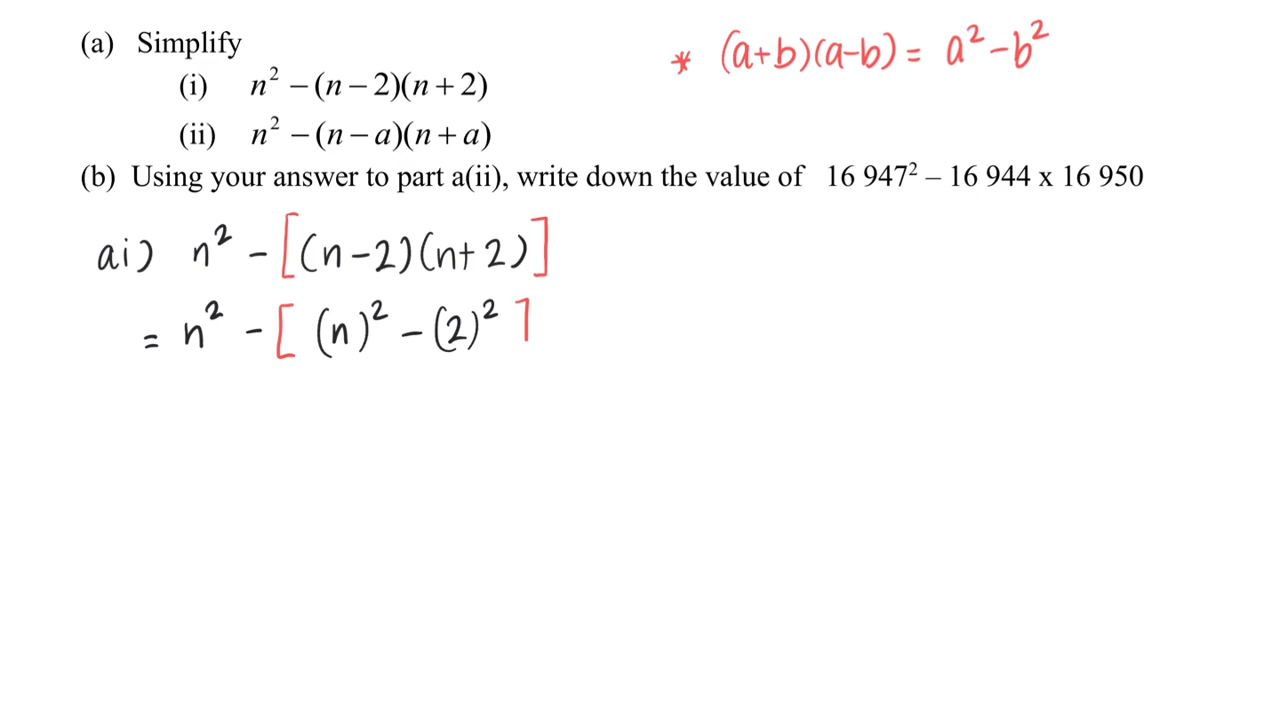 (a) Simplify
* (a+b)(a-b) = a² - b²
(i) n² − (n − 2)(n + 2)
(ii) n² − (n − a)(n + a)
(b) Using your answer to part a(ii), write down the value of 16 947² – 16 944 x 16 950
ai) n² - [(n-2)(n+2)]
= n² - [ (n)² - (2)² ]